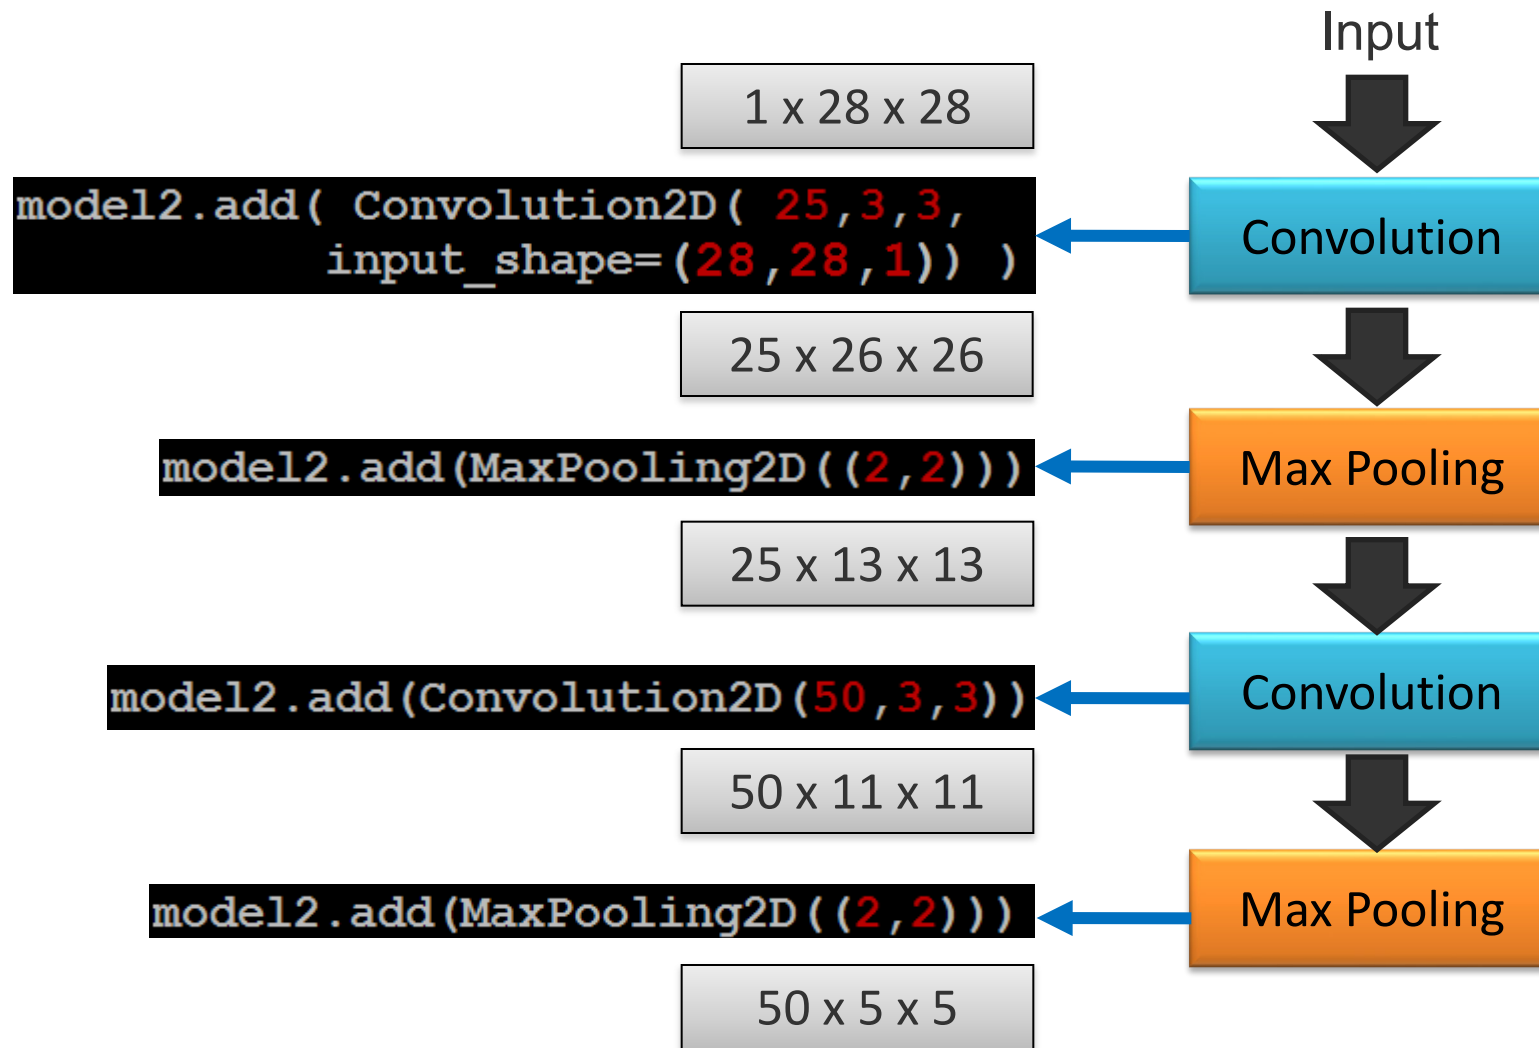 Input
1 x 28 x 28
model2.add( Convolution2D( 25,3,3,
input_shape=(28,28,1)) )
Convolution
25 x 26 x 26
model2.add(MaxPooling2D((2,2)))
Max Pooling
25 x 13 x 13
model2.add(Convolution2D(50,3,3))
Convolution
50 x 11 x 11
model2.add(MaxPooling2D((2,2)))
Max Pooling
50 x 5 x 5